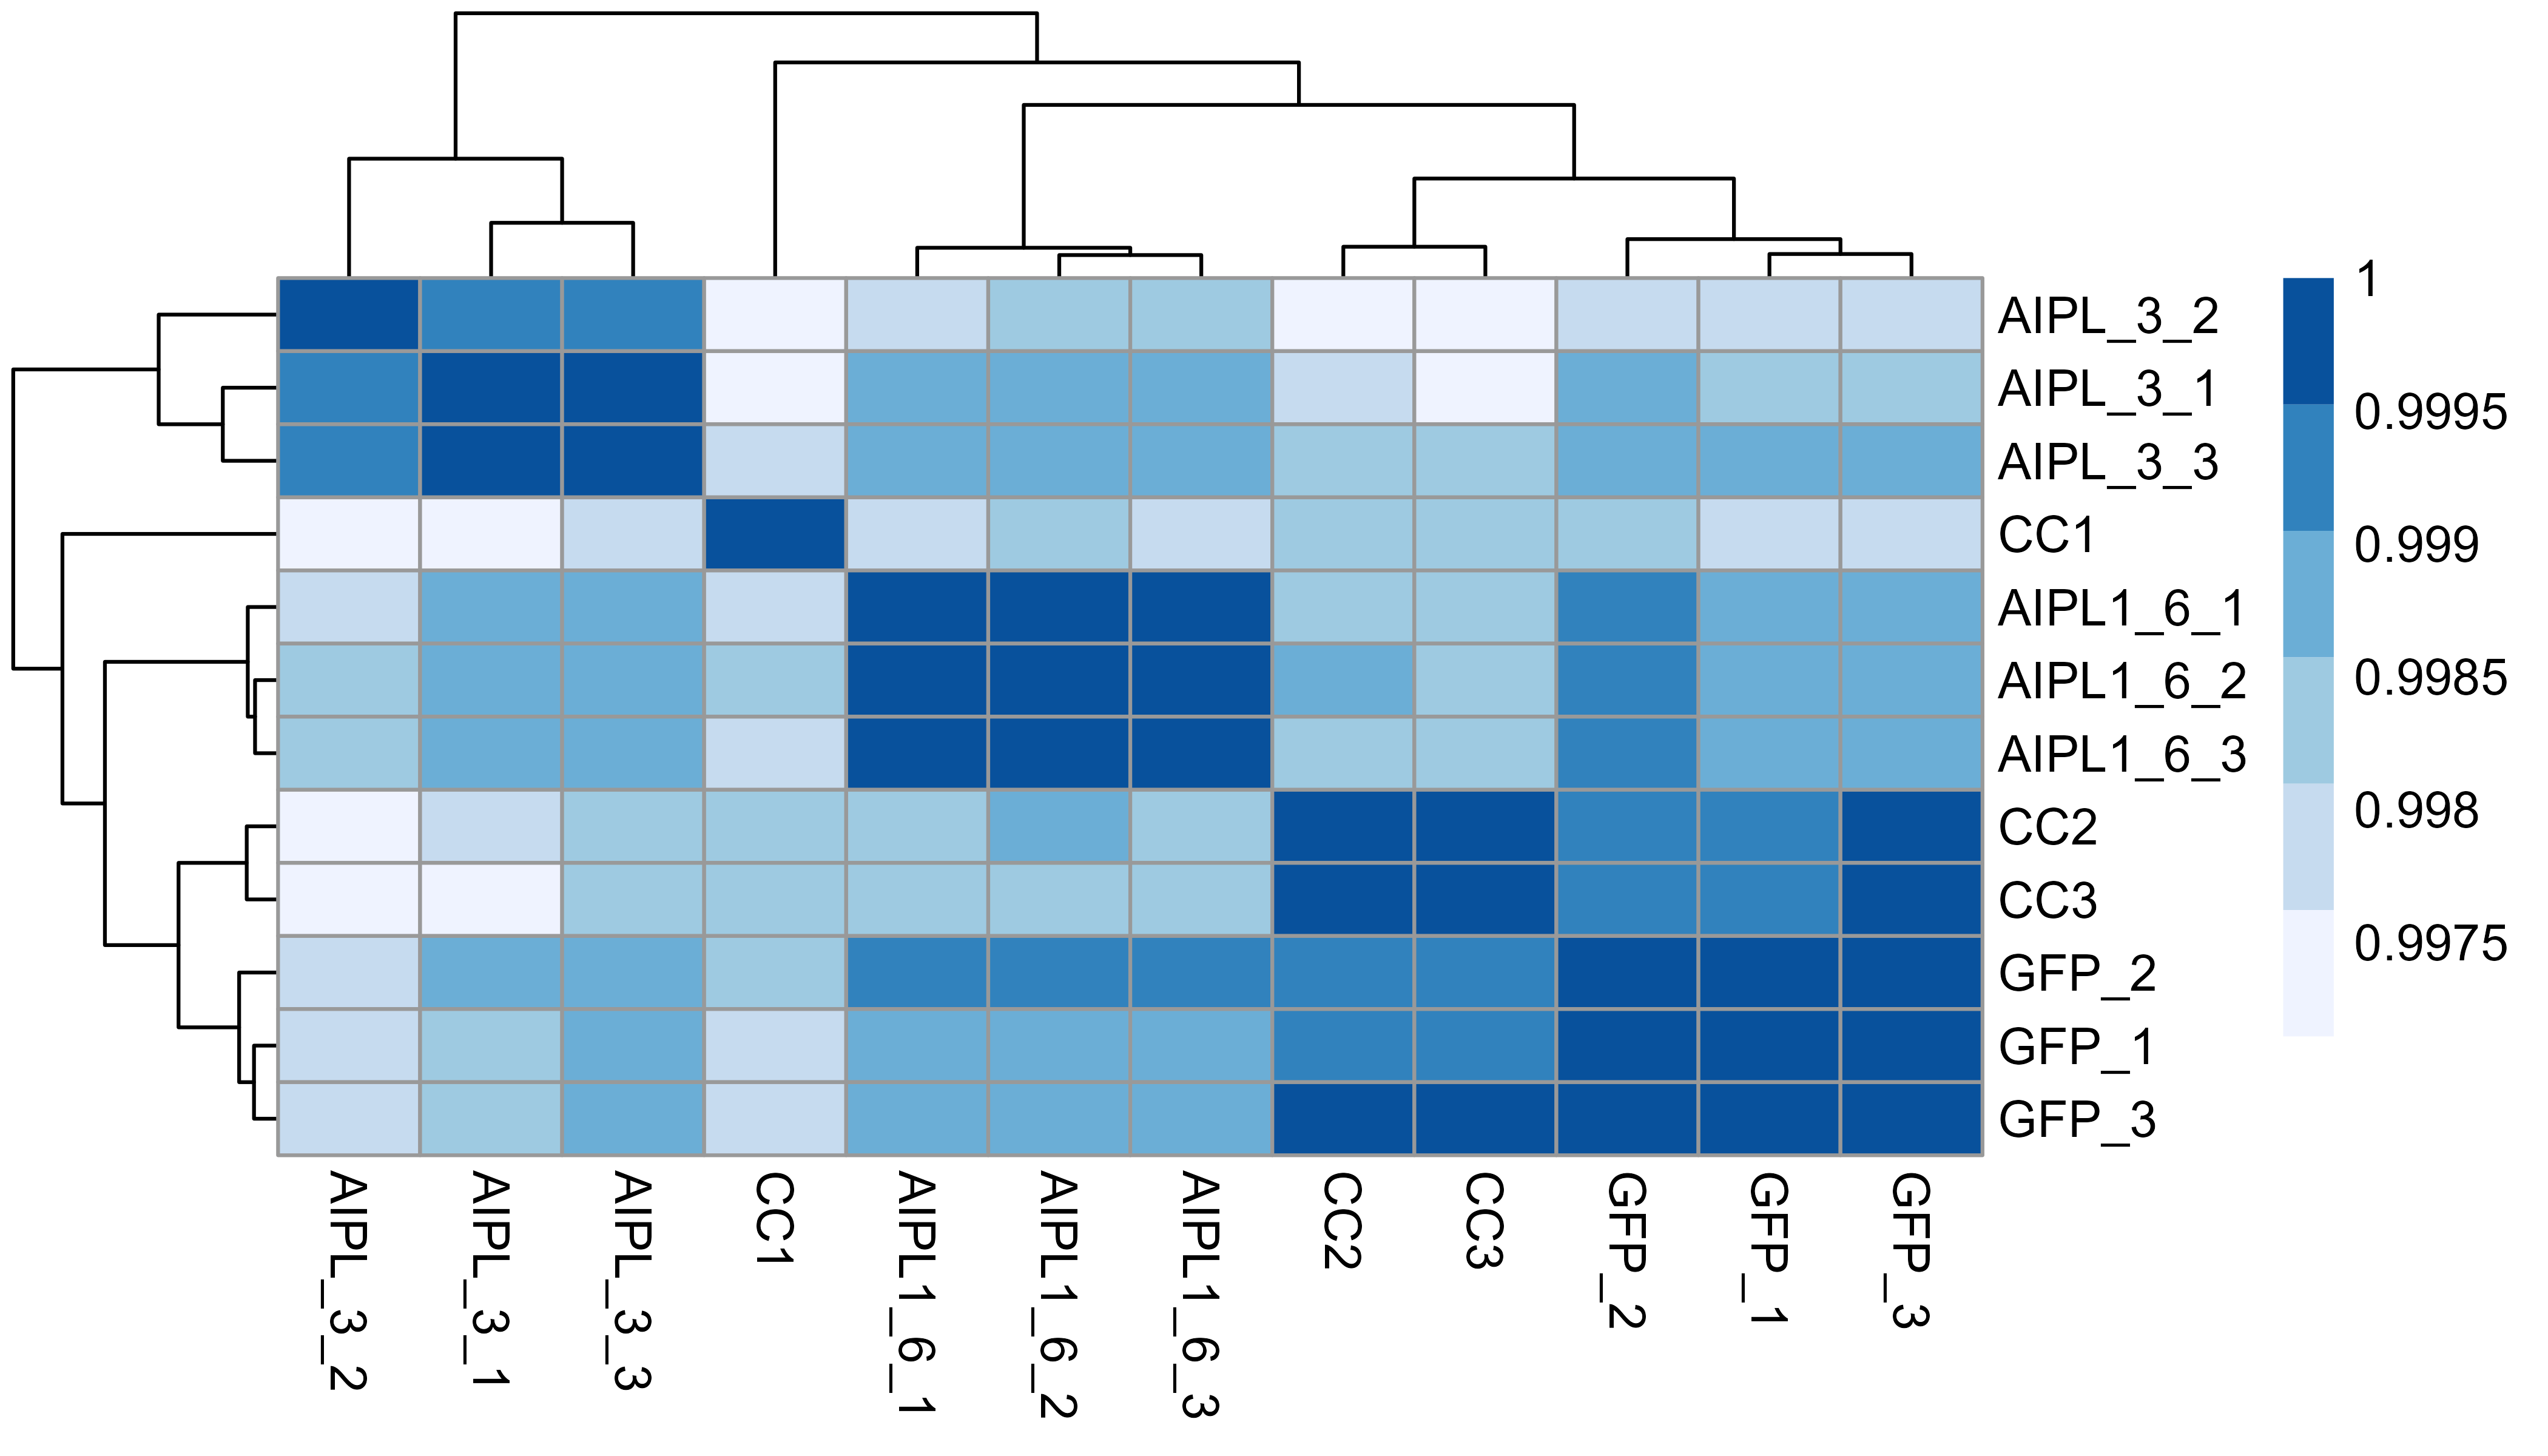 AIPL_3_2
AIPL_3_1
AIPL_3_3
CC1
AIPL1_6_1
AIPL1_6_2
AIPL1_6_3
CC2
CC3
GFP_2
GFP_1
GFP_3
1
0.9995
0.999
0.9985
0.998
0.9975
AIPL_3_2
AIPL_3_1
AIPL_3_3
CC1
AIPL1_6_1
AIPL1_6_2
AIPL1_6_3
CC2
CC3
GFP_2
GFP_1
GFP_3